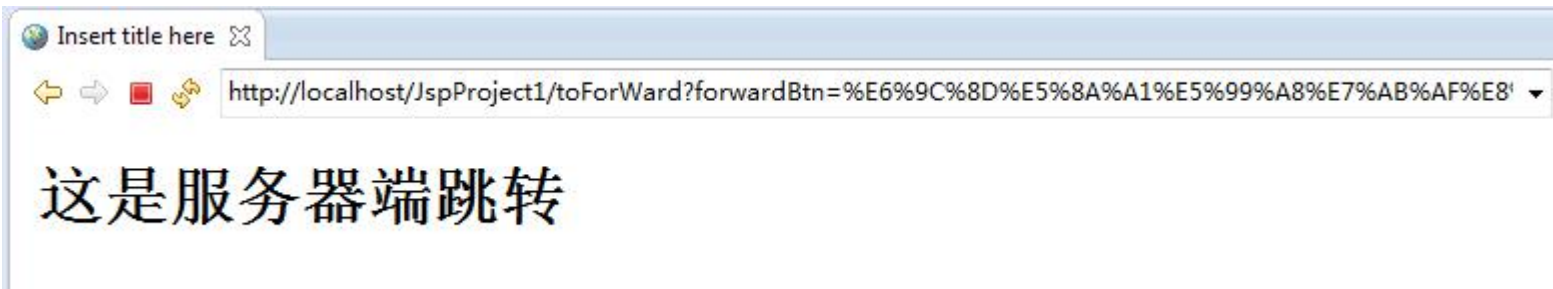 Insert title here
http://localhost/JspProject1/toForWard?forwardBtn=%E6%9C%8D%E5%8A%A1%E5%99%A8%E7%AB%AF%E8%
这是服务器端跳转